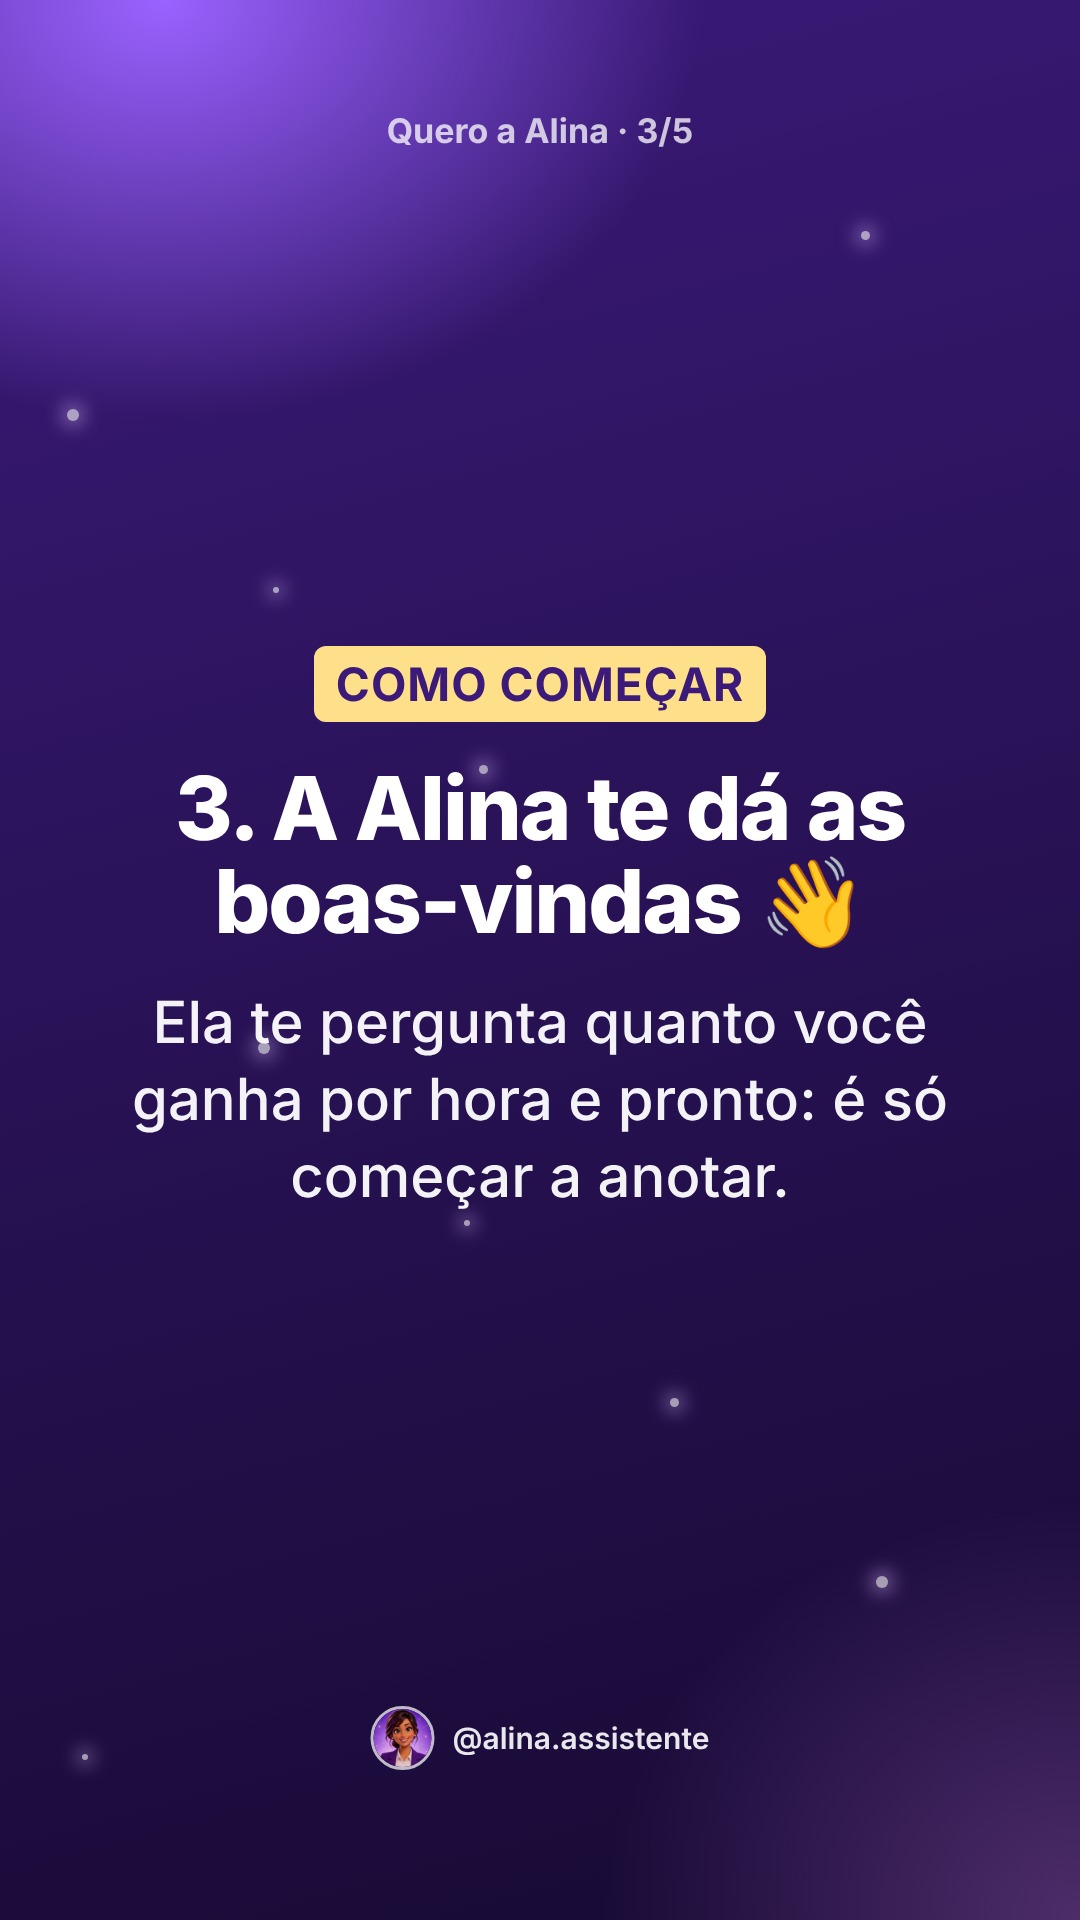 Quero a Alina · 3/5
COMO COMEÇAR
3. A Alina te dá as
boas-vindas 👋
Ela te pergunta quanto você
ganha por hora e pronto: é só
começar a anotar.
@alina.assistente